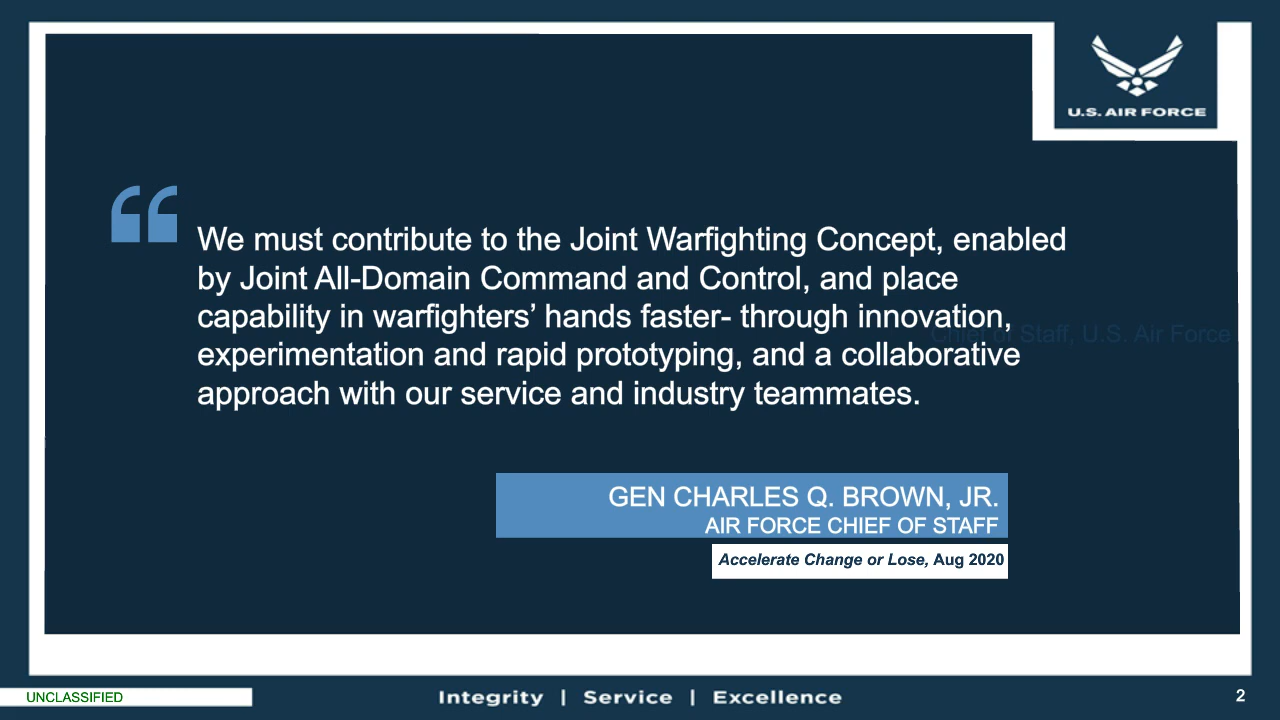 U.S. AIR FORCE
We must contribute to the Joint Warfighting Concept, enabled
by Joint All-Domain Command and Control, and place
capability in warfighters’ hands faster- through innovation,
Chief of Staff, U.S. Air Force
experimentation and rapid prototyping, and a collaborative
approach with our service and industry teammates.
GEN CHARLES Q. BROWN, JR.
AIR FORCE CHIEF OF STAFF
Accelerate Change or Lose, Aug 2020
UNCLASSIFIED
Integrity | Service | Excellence
2